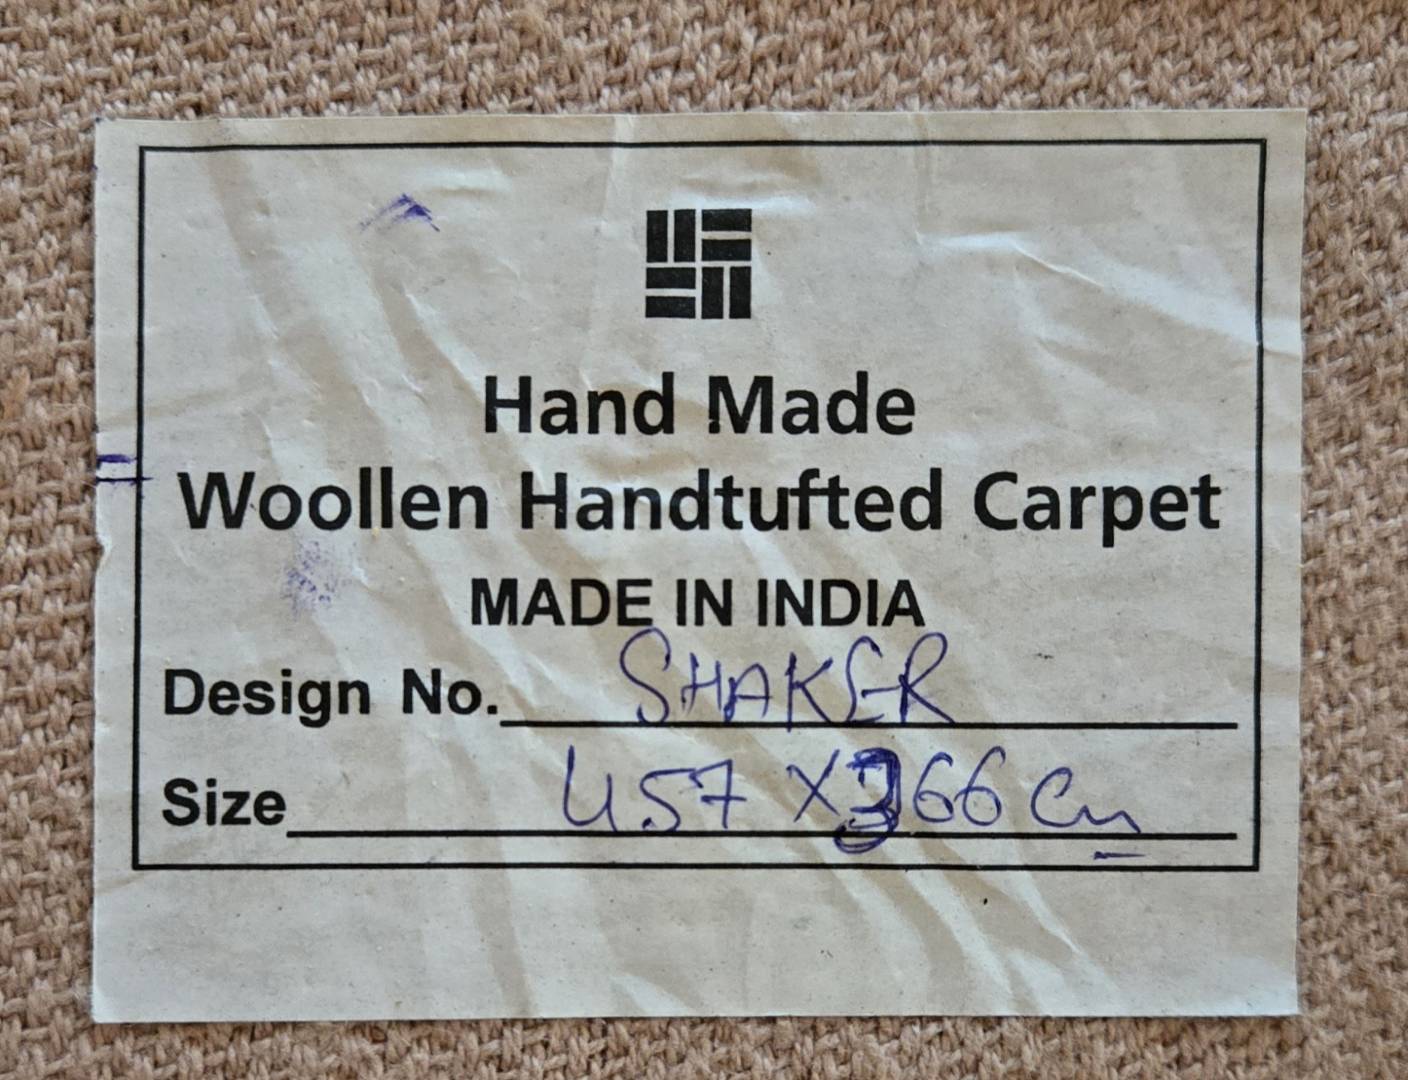 Hand Made
Woollen Handtufted Carpet
MADE IN INDIA
Design No. SHAKER
Size 457 X 366 Cm